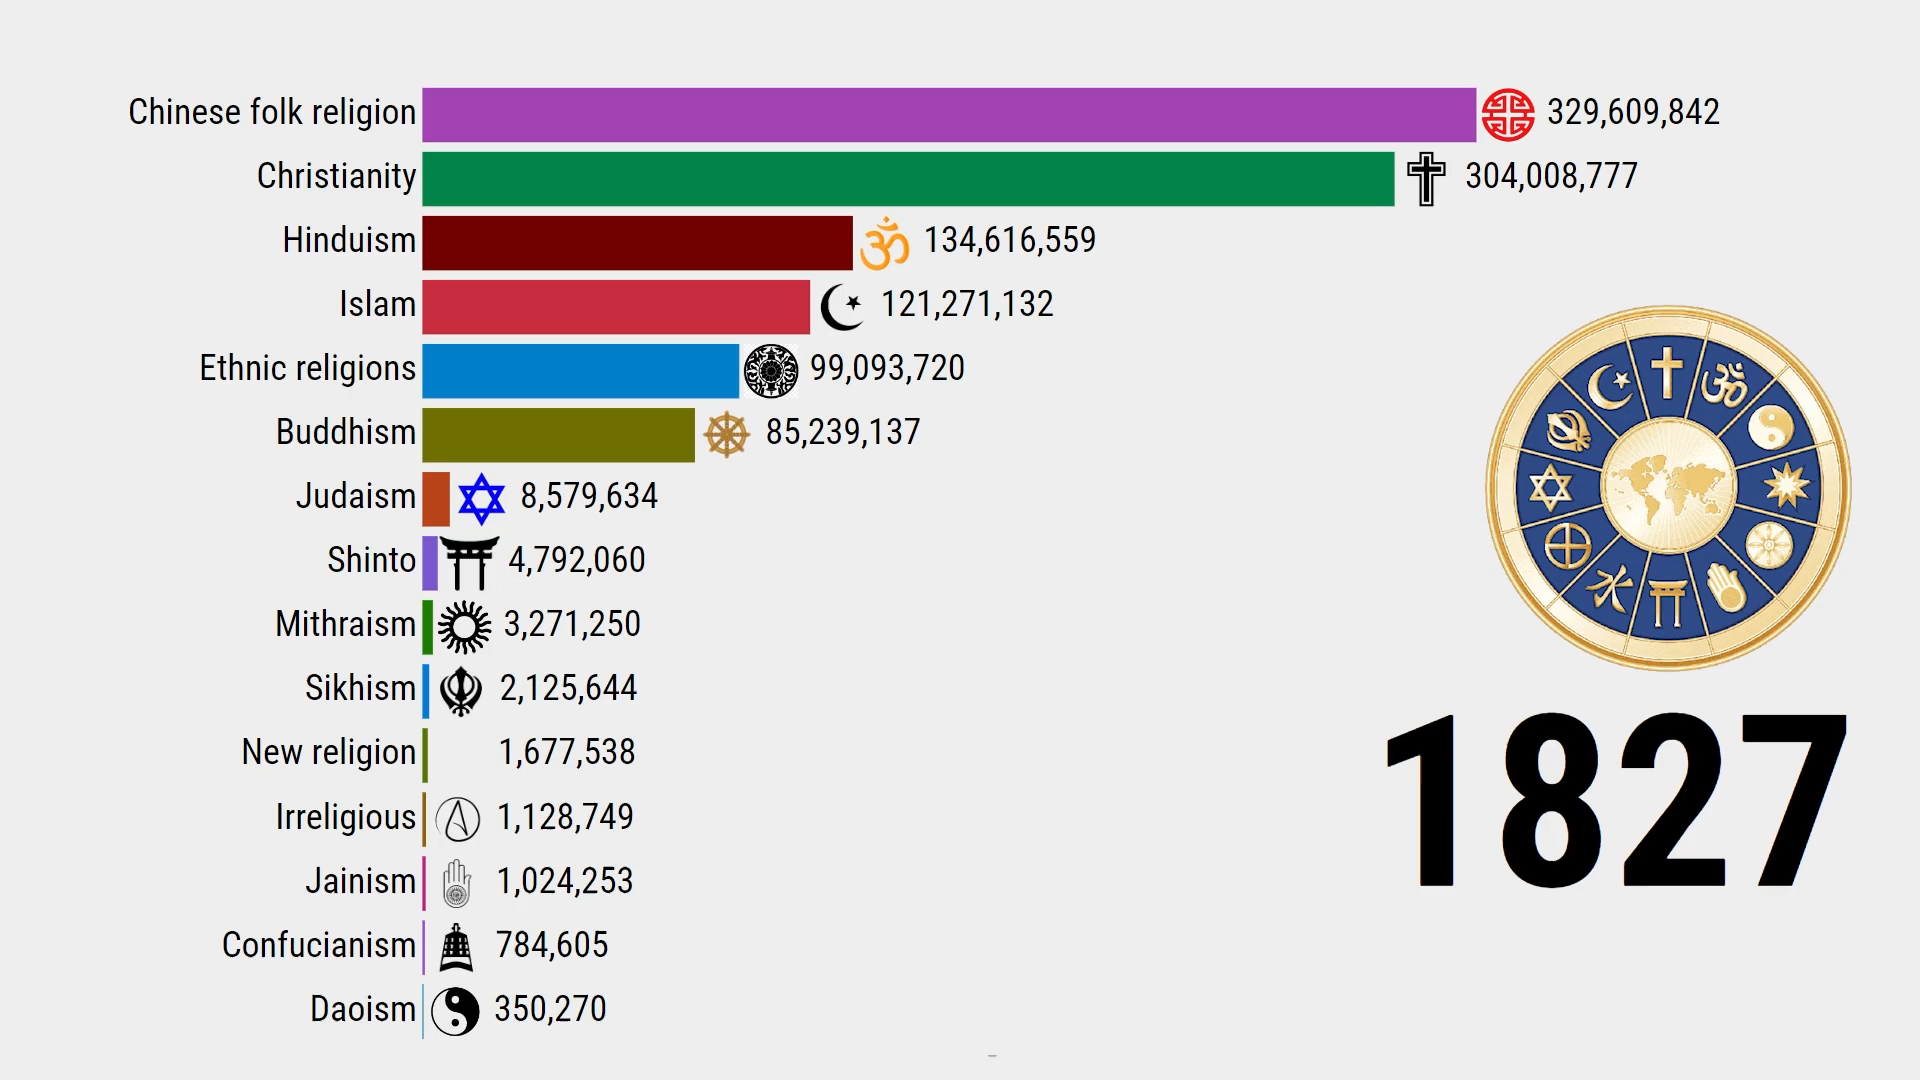 Chinese folk religion 329,609,842
Christianity 304,008,777
Hinduism 134,616,559
Islam 121,271,132
Ethnic religions 99,093,720
Buddhism 85,239,137
Judaism 8,579,634
Shinto 4,792,060
Mithraism 3,271,250
Sikhism 2,125,644
New religion 1,677,538
Irreligious 1,128,749
Jainism 1,024,253
Confucianism 784,605
Daoism 350,270
1827